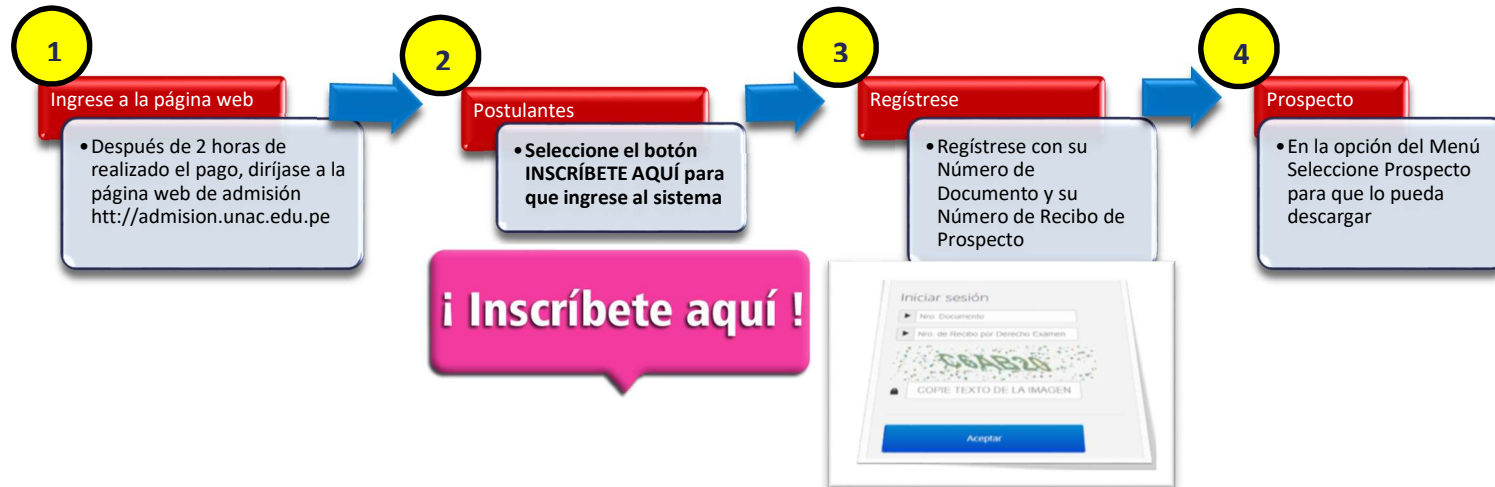 1
Ingrese a la página web
•Después de 2 horas de
realizado el pago, diríjase a la
página web de admisión
htt://admision.unac.edu.pe
2
Postulantes
•Seleccione el botón
INSCRÍBETE AQUÍ para
que ingrese al sistema
¡ Inscríbete aquí !
3
Regístrese
•Regístrese con su
Número de
Documento y su
Número de Recibo de
Prospecto
Iniciar sesión
Nro. Documento
Nro. de Recibo por Derecho Examen
C6AB20
COPIE TEXTO DE LA IMAGEN
Aceptar
4
Prospecto
•En la opción del Menú
Seleccione Prospecto
para que lo pueda
descargar